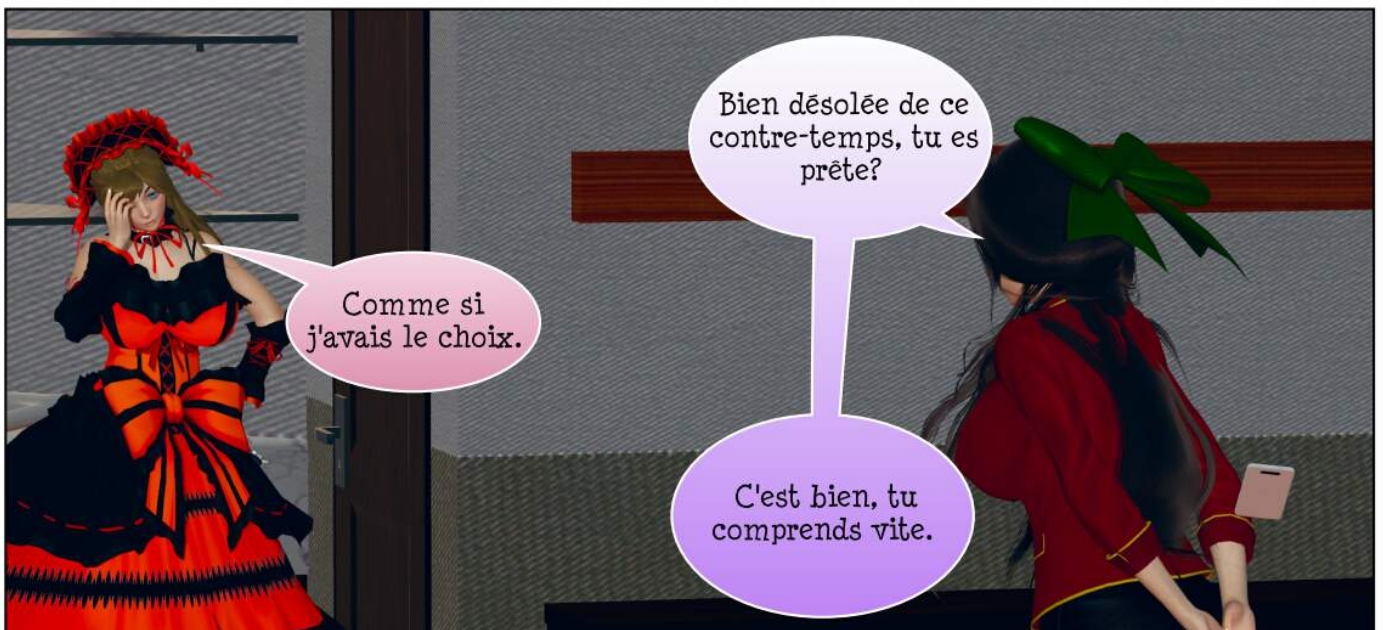 Bien désolée de ce
contre-temps, tu es
prête?
Comme si
j'avais le choix.
C'est bien, tu
comprends vite.